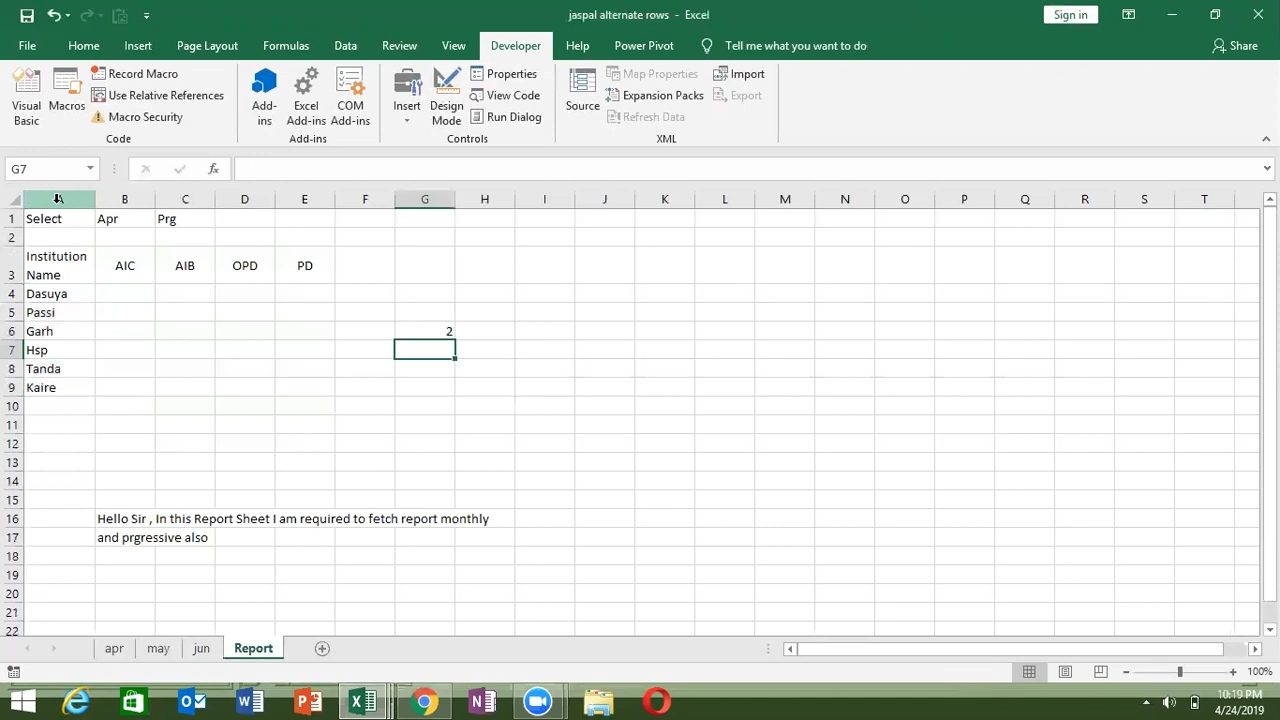 jaspal alternate rows - Excel
Sign in
File Home Insert Page Layout Formulas Data Review View Developer Help Power Pivot Tell me what you want to do Share
Visual Basic
Macros
Record Macro
Use Relative References
Macro Security
Code
Add-ins
Excel Add-ins
COM Add-ins
Add-ins
Insert
Design Mode
Properties
View Code
Run Dialog
Controls
Source
Map Properties
Expansion Packs
Refresh Data
Import
Export
XML
G7
fx
A B C D E F G H I J K L M N O P Q R S T
1 Select Apr Prg
2
3 Institution Name AIC AIB OPD PD
4 Dasuya
5 Passi
6 Garh 2
7 Hsp
8 Tanda
9 Kaire
10
11
12
13
14
15
16 Hello Sir , In this Report Sheet I am required to fetch report monthly
17 and prgressive also
18
19
20
21
22
apr may jun Report
100%
10:19 PM
4/24/2019